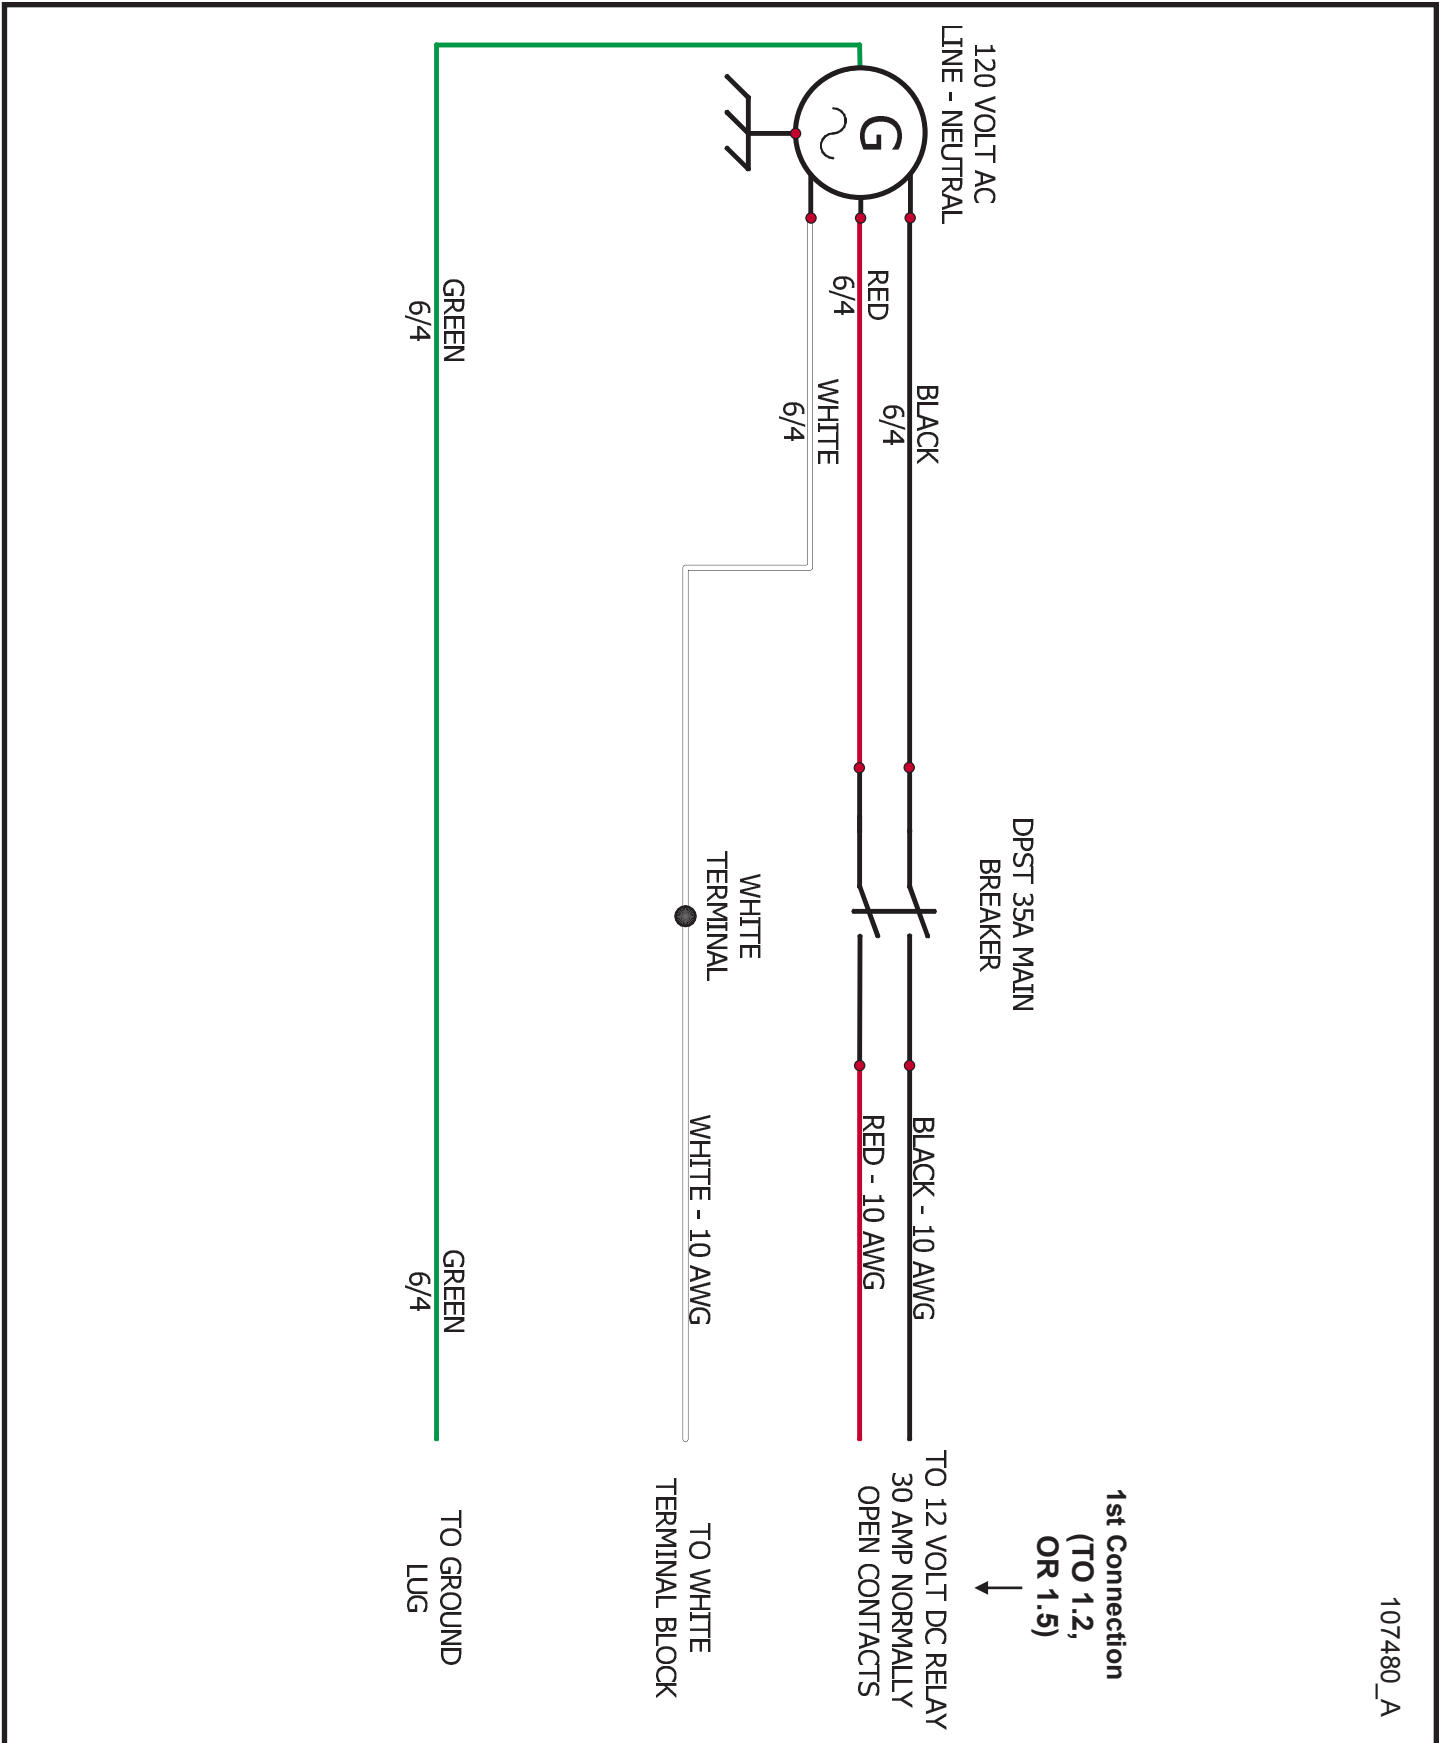 107480_A
120 VOLT AC
LINE - NEUTRAL
G
BLACK
6/4
RED
6/4
WHITE
6/4
GREEN
6/4
DPST 35A MAIN
BREAKER
WHITE
TERMINAL
BLACK - 10 AWG
RED - 10 AWG
WHITE - 10 AWG
GREEN
6/4
1st Connection
(TO 1.2,
OR 1.5)
TO 12 VOLT DC RELAY
30 AMP NORMALLY
OPEN CONTACTS
TO WHITE
TERMINAL BLOCK
TO GROUND
LUG